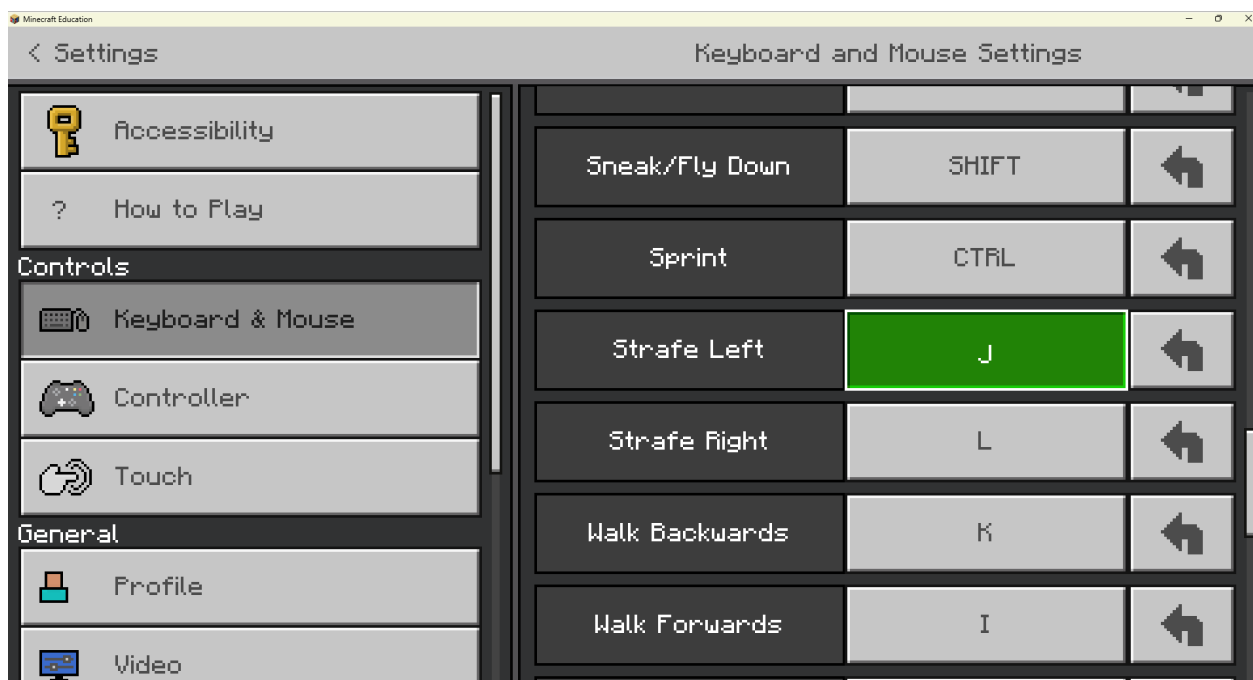 Minecraft Education
< Settings
Keyboard and Mouse Settings
Accessibility
? How to Play
Controls
Keyboard & Mouse
Controller
Touch
General
Profile
Video
Sneak/Fly Down SHIFT
Sprint CTRL
Strafe Left J
Strafe Right L
Walk Backwards K
Walk Forwards I